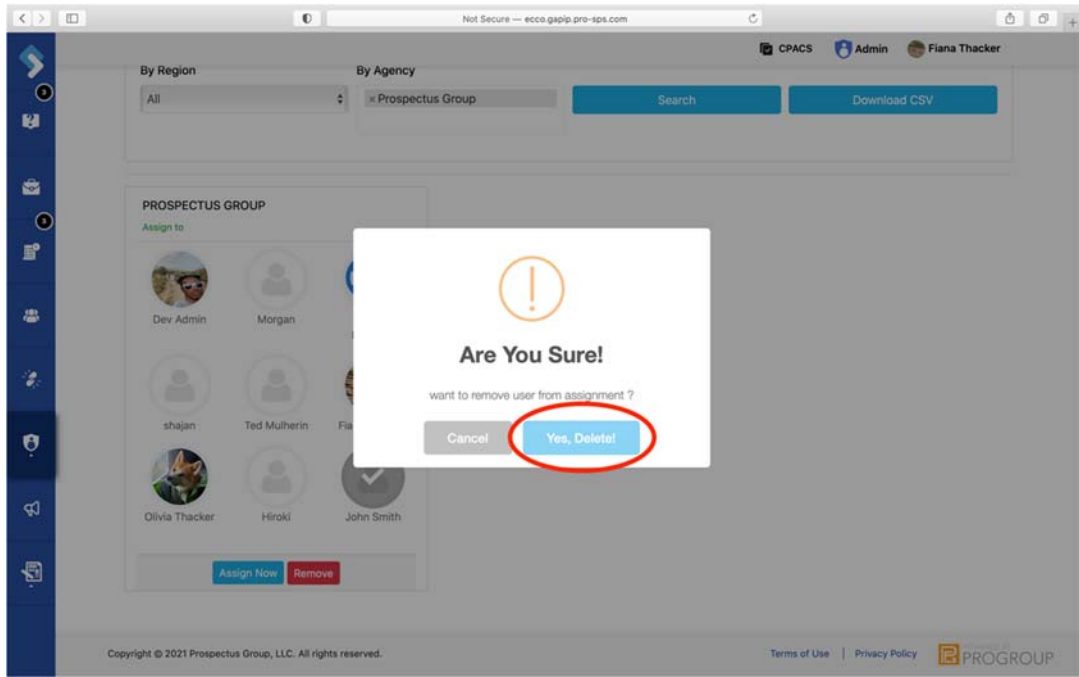 Not Secure — ecco.gapip.pro-sps.com
CPACS
Admin
Fiana Thacker
3
By Region
By Agency
All
× Prospectus Group
Search
Download CSV
PROSPECTUS GROUP
3
Assign to
Dev Admin
Morgan
Are You Sure!
want to remove user from assignment ?
shajan
Ted Mulherin
Fia
Cancel
Yes, Delete!
Olivia Thacker
Hiroki
John Smith
Assign Now
Remove
Copyright © 2021 Prospectus Group, LLC. All rights reserved.
Terms of Use | Privacy Policy
PROGROUP